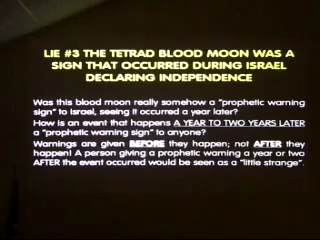 LIE #3 THE TETRAD BLOOD MOON WAS A
SIGN THAT OCCURRED DURING ISRAEL
DECLARING INDEPENDENCE
Was this blood moon really somehow a "prophetic warning
sign" to Israel, seeing it occurred a year later?
How is an event that happens A YEAR TO TWO YEARS LATER
a "prophetic warning sign" to anyone?
Warnings are given BEFORE they happen; not AFTER they
happen! A person giving a prophetic warning a year or two
AFTER the event occurred would be seen as a "little strange".